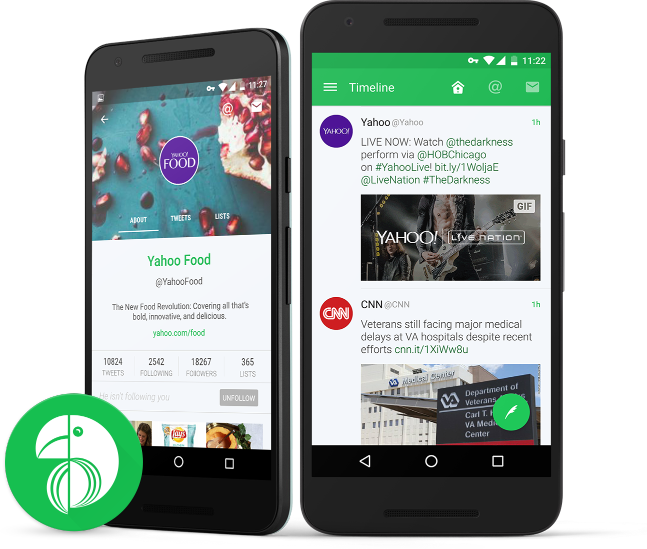 11:27
@
YAHOO!
FOOD
ABOUT
TWEETS
LISTS
Yahoo Food
@YahooFood
The New Food Revolution: Covering all that's
bold, innovative, and delicious.
yahoo.com/food
10824
2542
18267
365
TWEETS
FOLLOWING
FOLLOWERS
LISTS
He isn't following you
UNFOLLOW
Lay's
11:22
Timeline
@
YAHOO!
Yahoo @Yahoo
1h
LIVE NOW: Watch @thedarkness
perform via @HOBChicago
on #YahooLive! bit.ly/1WoljaE
@LiveNation #TheDarkness
GIF
YAHOO! LIVE NATION
CNN
CNN @CNN
1h
Veterans still facing major medical
delays at VA hospitals despite recent
efforts cnn.it/1XiWw8u
VA Medical Center
VA
Department of
Veterans
Carl T.
VA Med
Center